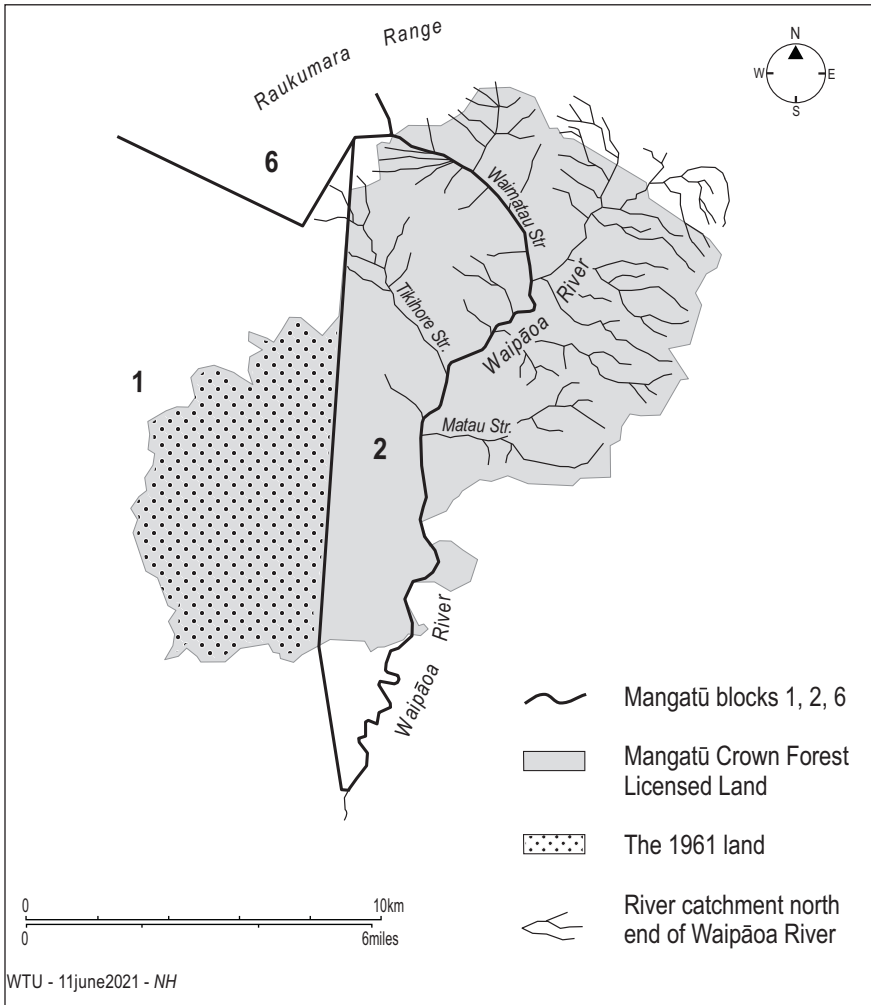 Raukumara Range
N
W
E
S
6
Waimatau Str
Waipāoa River
Tikihore Str.
1
2
Matau Str.
Waipāoa River
Mangatū blocks 1, 2, 6
Mangatū Crown Forest
Licensed Land
The 1961 land
River catchment north
end of Waipāoa River
0
10km
0
6miles
WTU - 11june2021 - NH